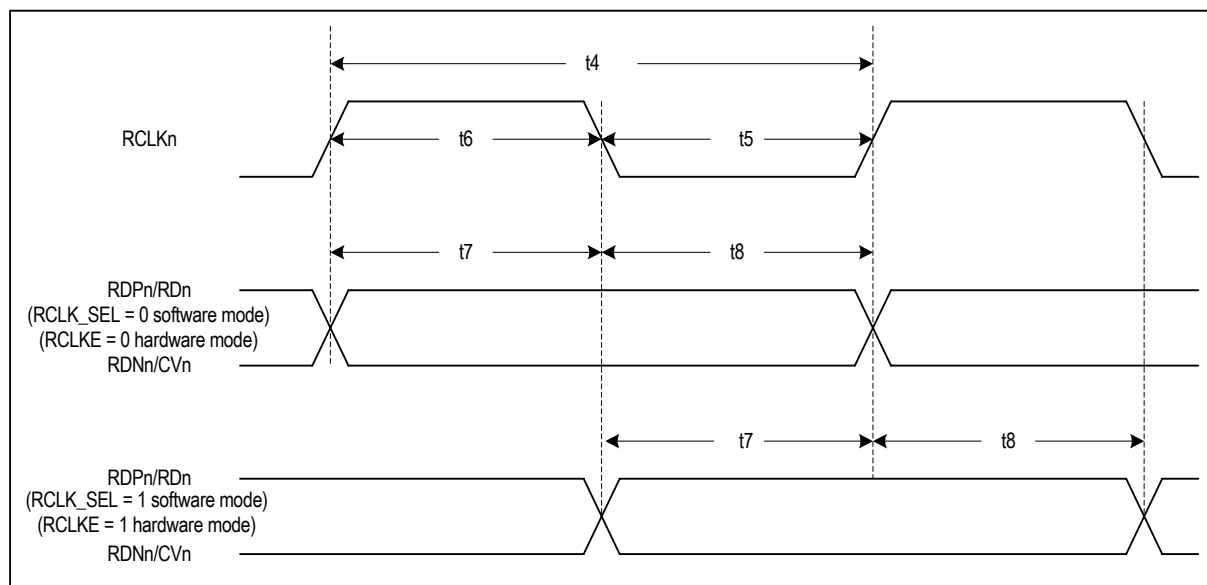 t4
RCLKn
t6
t5
t7
t8
RDPn/RDn
(RCLK_SEL = 0 software mode)
(RCLKE = 0 hardware mode)
RDNn/CVn
t7
t8
RDPn/RDn
(RCLK_SEL = 1 software mode)
(RCLKE = 1 hardware mode)
RDNn/CVn